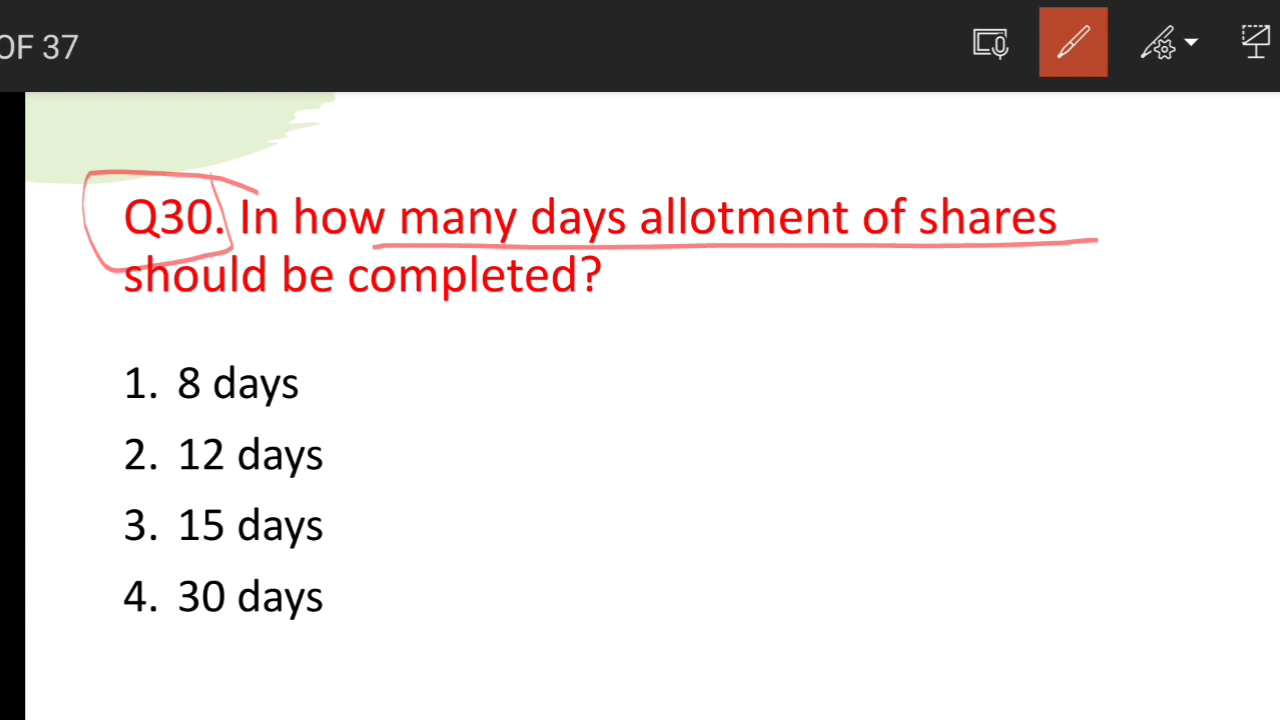 OF 37
Q30. In how many days allotment of shares
should be completed?
1. 8 days
2. 12 days
3. 15 days
4. 30 days